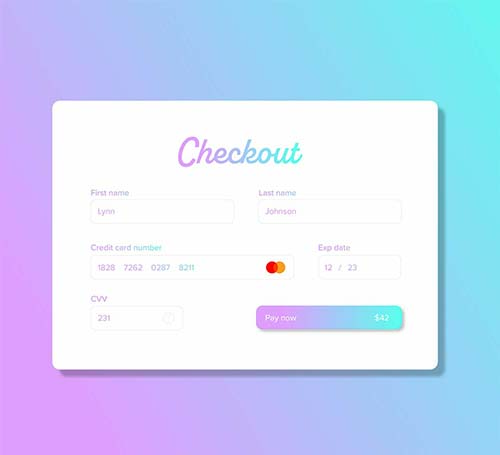 Checkout
First name Last name
Lynn Johnson
Credit card number Exp date
1828 7262 0287 8211 12 / 23
CVV
231 Pay now $42